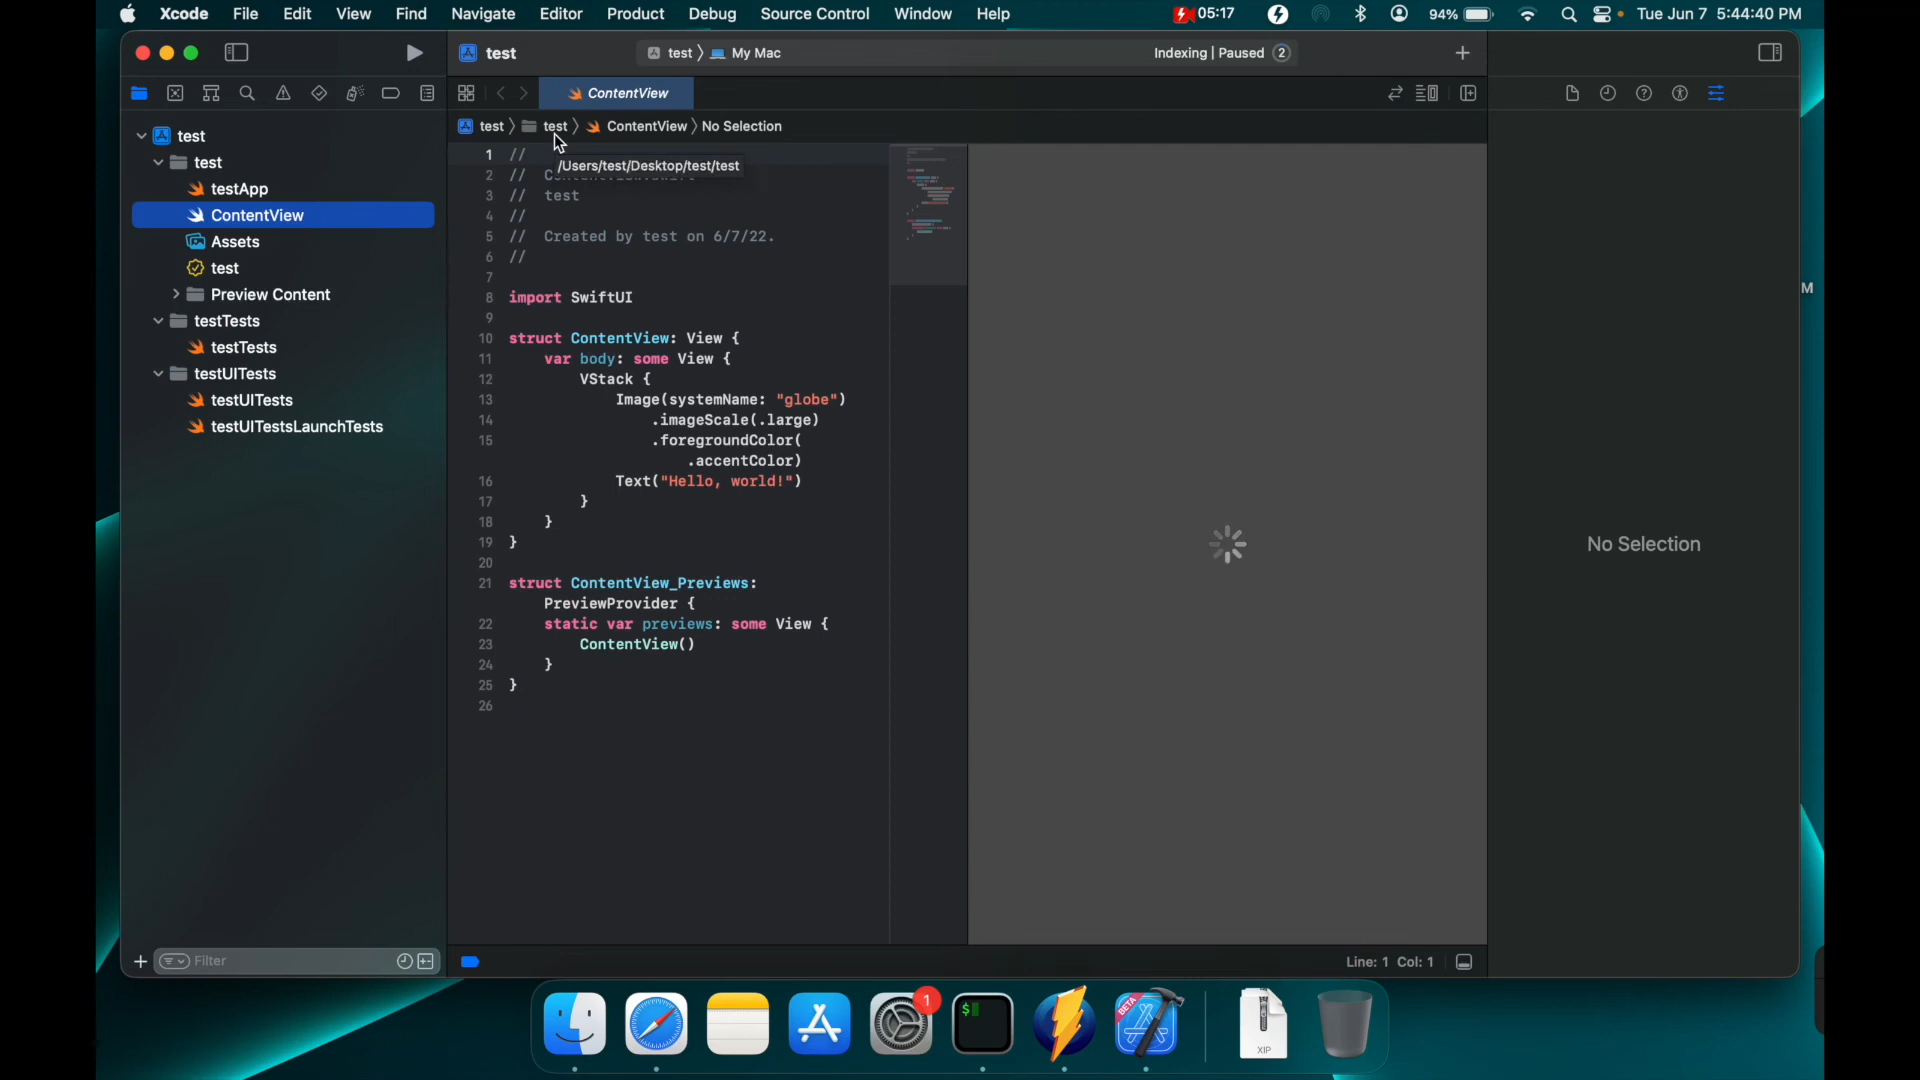 Xcode File Edit View Find Navigate Editor Product Debug Source Control Window Help 05:17 94% Tue Jun 7 5:44:40 PM
test
test 〉 My Mac
Indexing | Paused 2
ContentView
test 〉 test 〉 ContentView 〉 No Selection
/Users/test/Desktop/test/test
test
test
testApp
ContentView
Assets
test
Preview Content
testTests
testTests
testUITests
testUITests
testUITestsLaunchTests
Filter
1 //
2 //
3 // test
4 //
5 // Created by test on 6/7/22.
6 //
7
8 import SwiftUI
9
10 struct ContentView: View {
11 var body: some View {
12 VStack {
13 Image(systemName: "globe")
14 .imageScale(.large)
15 .foregroundColor(
.accentColor)
16 Text("Hello, world!")
17 }
18 }
19 }
20
21 struct ContentView_Previews:
PreviewProvider {
22 static var previews: some View {
23 ContentView()
24 }
25 }
26
No Selection
M
Line: 1 Col: 1
1
$
BETA
XIP